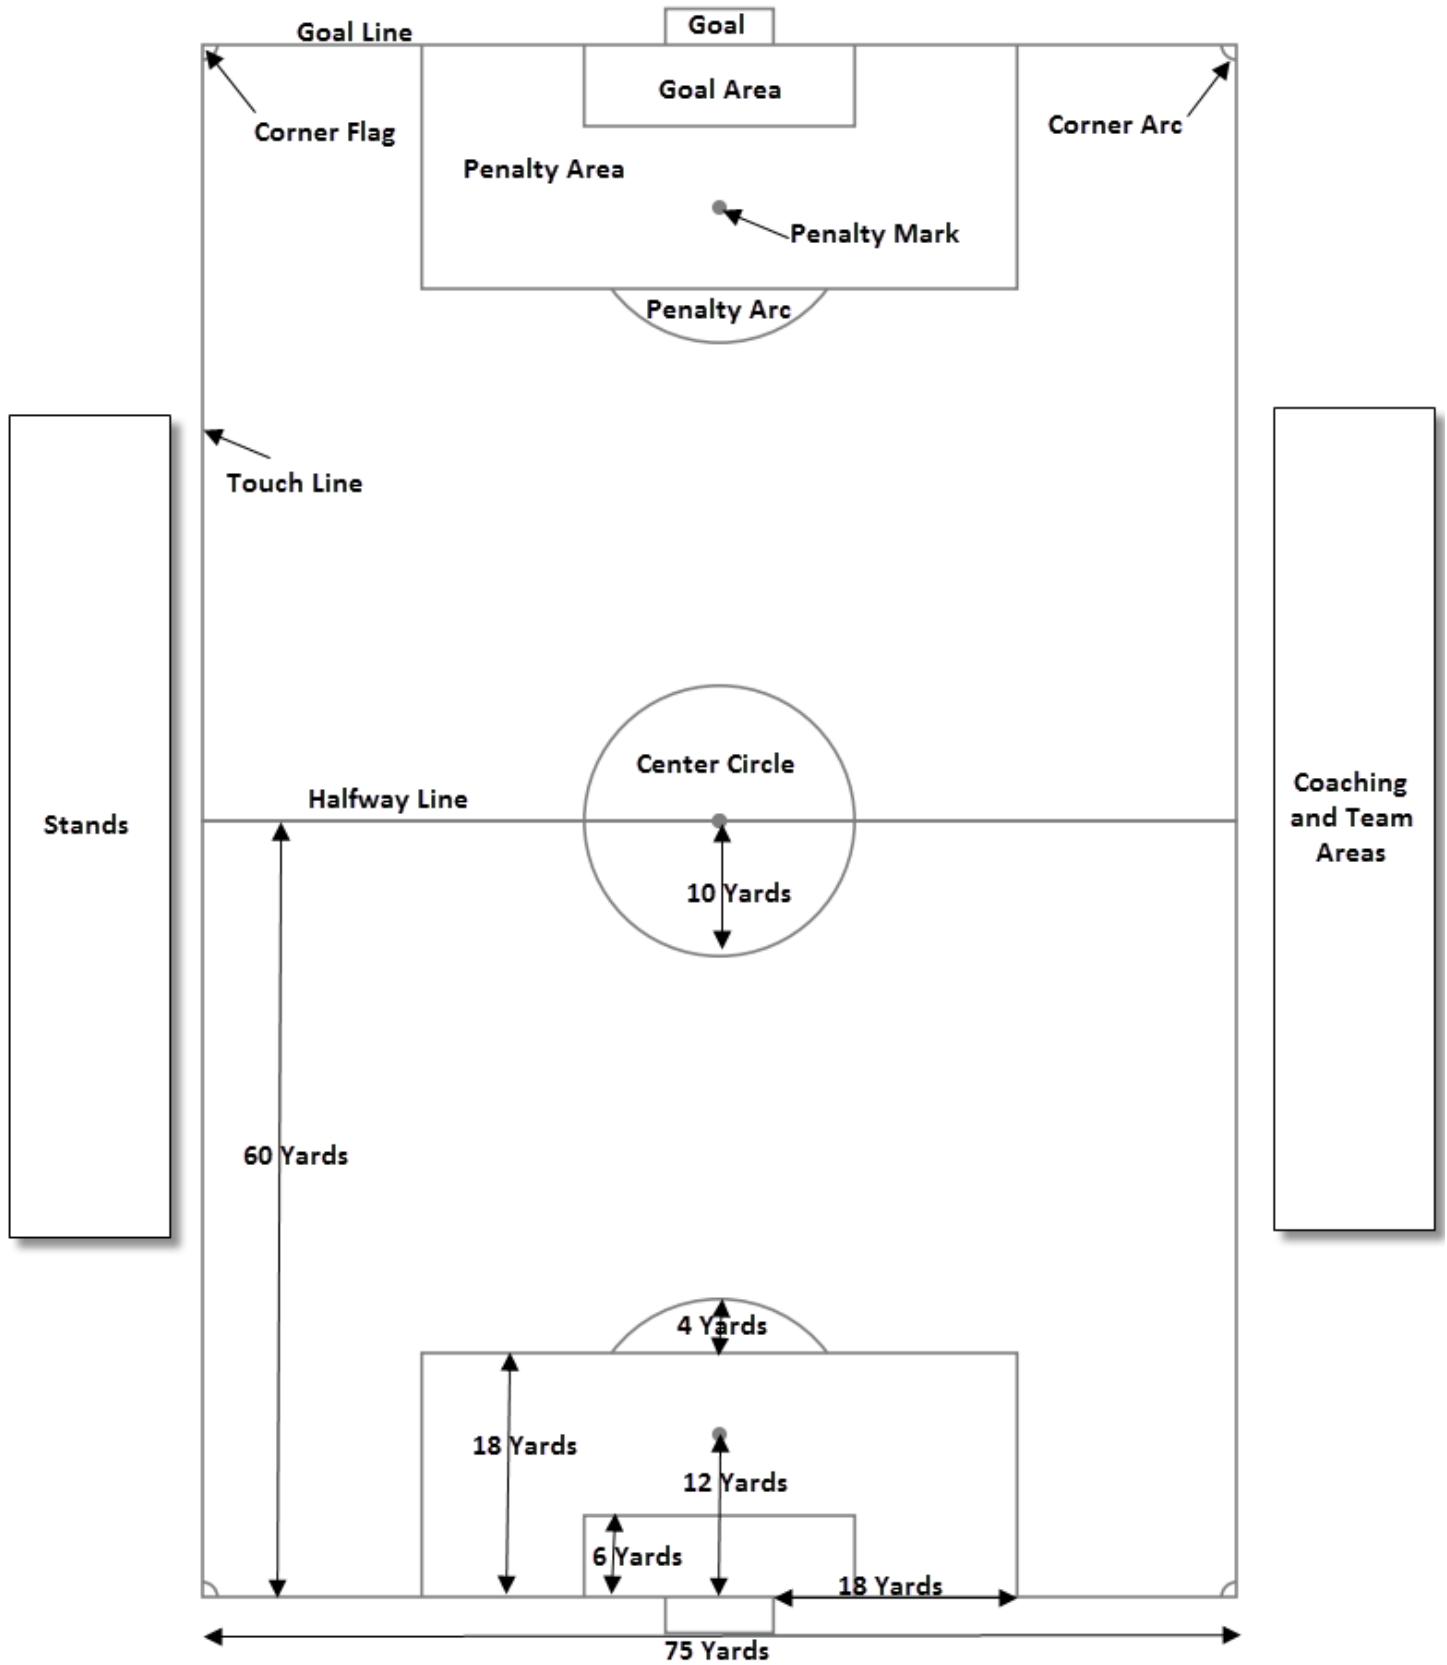 Goal
Goal Line
Goal Area
Corner Flag
Corner Arc
Penalty Area
Penalty Mark
Penalty Arc
Touch Line
Center Circle
Halfway Line
Stands
Coaching
and Team
Areas
10 Yards
60 Yards
4 Yards
18 Yards
12 Yards
6 Yards
18 Yards
75 Yards